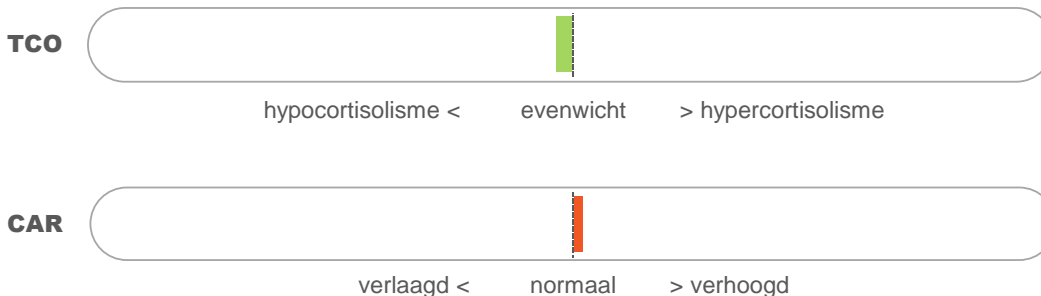 TCO
hypocortisolisme < evenwicht > hypercortisolisme
CAR
verlaagd < normaal > verhoogd